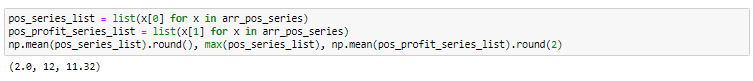 pos_series_list = list(x[0] for x in arr_pos_series)
pos_profit_series_list = list(x[1] for x in arr_pos_series)
np.mean(pos_series_list).round(), max(pos_series_list), np.mean(pos_profit_series_list).round(2)
(2.0, 12, 11.32)